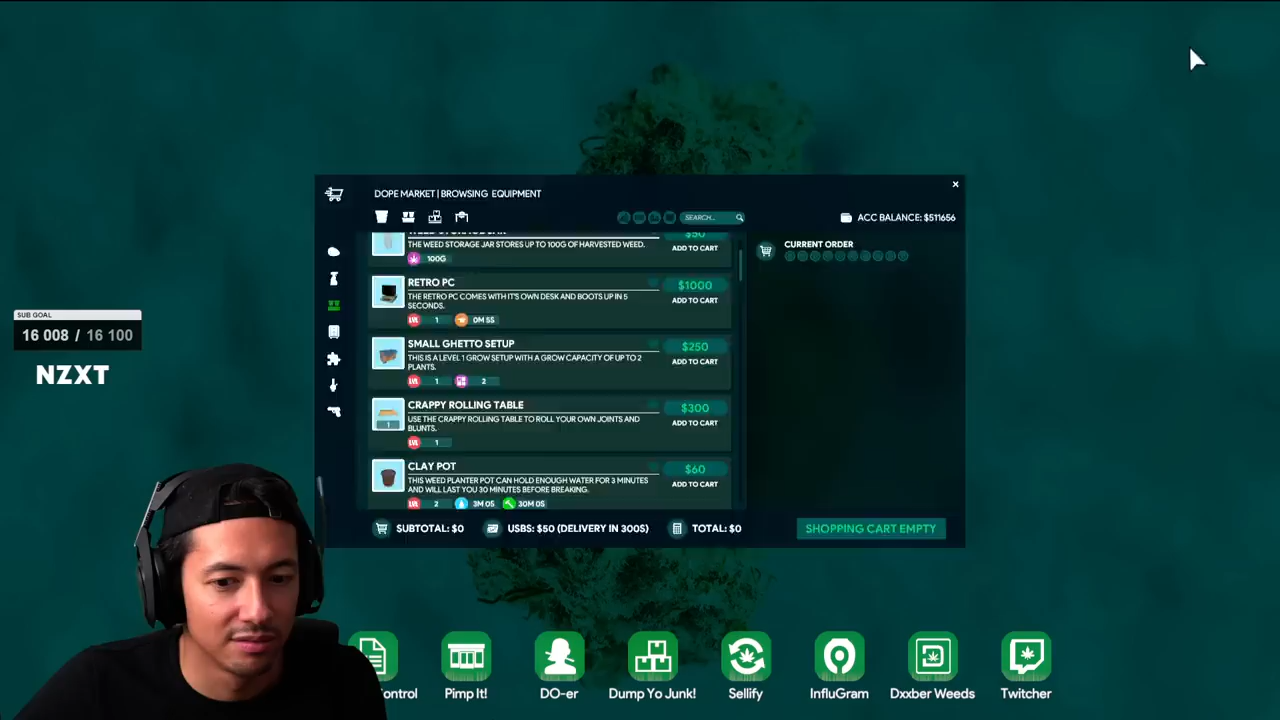 DOPE MARKET | BROWSING EQUIPMENT
SEARCH...
ACC BALANCE: $511656
$50
THE WEED STORAGE JAR STORES UP TO 100G OF HARVESTED WEED.
ADD TO CART
100G
CURRENT ORDER
RETRO PC
$1000
THE RETRO PC COMES WITH IT'S OWN DESK AND BOOTS UP IN 5
SECONDS.
ADD TO CART
LVL 1 0M 5S
SMALL GHETTO SETUP
$250
THIS IS A LEVEL 1 GROW SETUP WITH A GROW CAPACITY OF UP TO 2
PLANTS.
ADD TO CART
LVL 1 2
CRAPPY ROLLING TABLE
$300
USE THE CRAPPY ROLLING TABLE TO ROLL YOUR OWN JOINTS AND
BLUNTS.
ADD TO CART
1
LVL 1
CLAY POT
$60
THIS WEED PLANTER POT CAN HOLD ENOUGH WATER FOR 3 MINUTES
AND WILL LAST YOU 30 MINUTES BEFORE BREAKING.
ADD TO CART
LVL 2 3M 0S 30M 0S
SUBTOTAL: $0 USBS: $50 (DELIVERY IN 300S) TOTAL: $0
SHOPPING CART EMPTY
SUB GOAL
16 008 / 16 100
NZXT
Pimp It!
DO-er
Dump Yo Junk!
Sellify
InfluGram
Dxxber Weeds
Twitcher